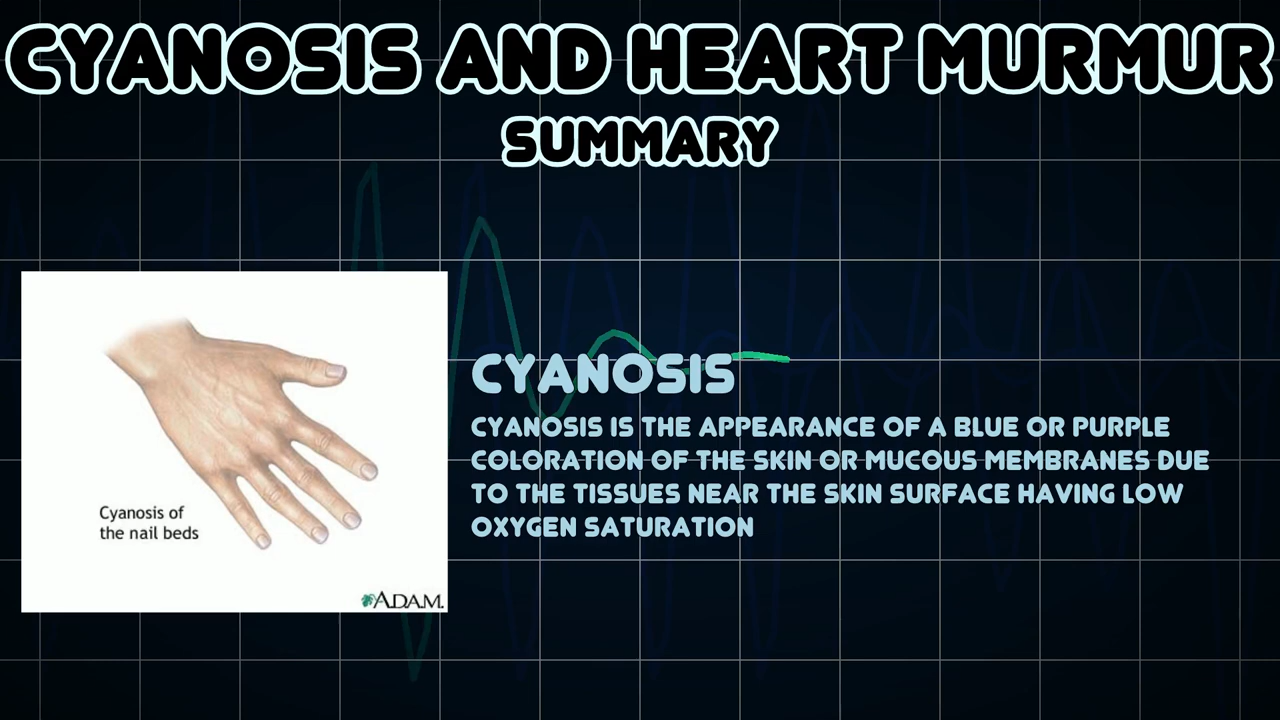 CYANOSIS AND HEART MURMUR
SUMMARY
CYANOSIS
CYANOSIS IS THE APPEARANCE OF A BLUE OR PURPLE
COLORATION OF THE SKIN OR MUCOUS MEMBRANES DUE
TO THE TISSUES NEAR THE SKIN SURFACE HAVING LOW
OXYGEN SATURATION
Cyanosis of
the nail beds
A.D.A.M.